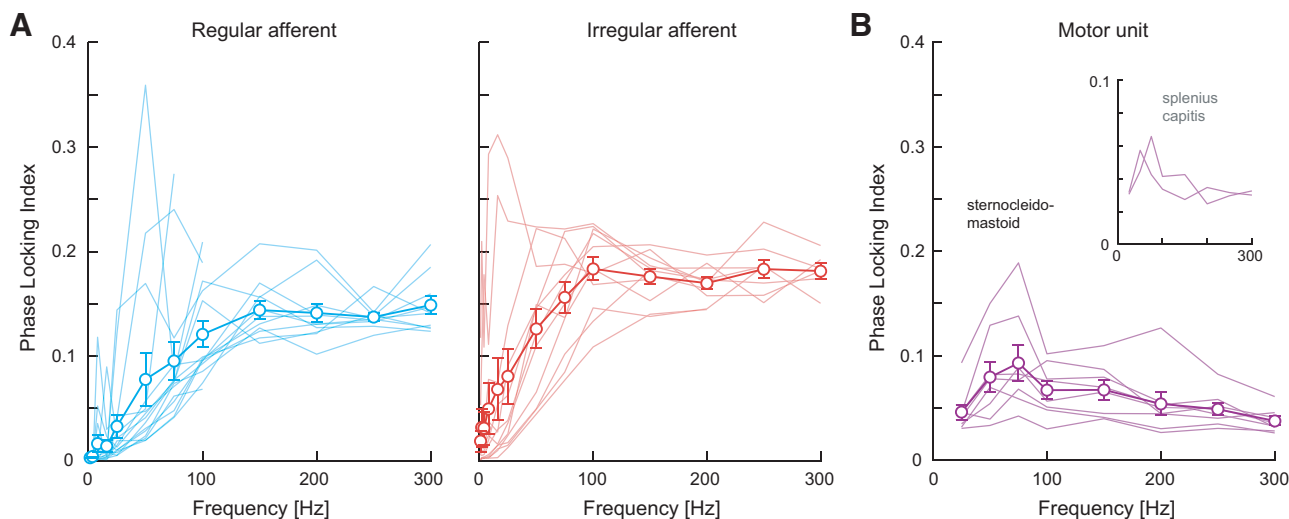 A
Regular afferent
Phase Locking Index
0.4
0.3
0.2
0.1
0
0
100
200
300
Frequency [Hz]
Irregular afferent
0
100
200
300
Frequency [Hz]
B
Motor unit
Phase Locking Index
0.4
0.3
0.2
0.1
0
sternocleido-
mastoid
0
100
200
300
Frequency [Hz]
0.1
0
splenius
capitis
0
300